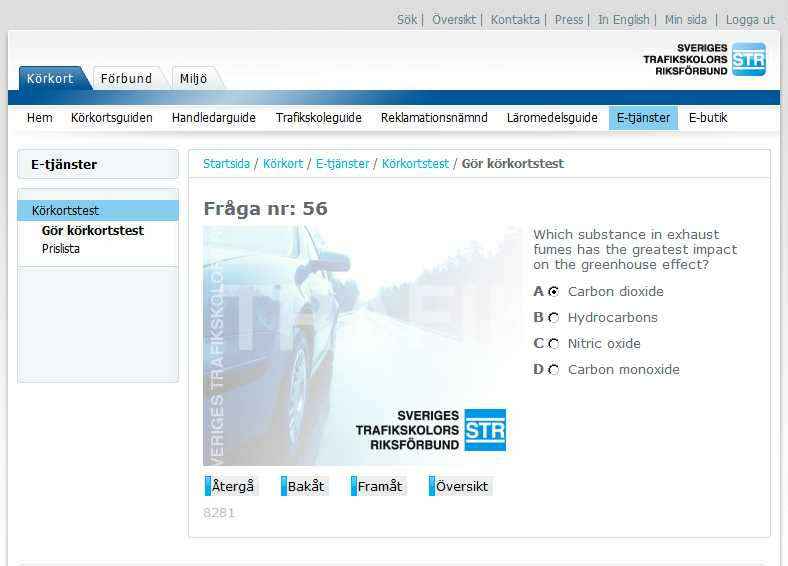 Sök | Översikt | Kontakta | Press | In English | Min sida | Logga ut
SVERIGES
TRAFIKSKOLORS
RIKSFÖRBUND
STR
Körkort Förbund Miljö
Hem Körkortsguiden Handledarguide Trafikskoleguide Reklamationsnämnd Läromedelsguide E-tjänster E-butik
E-tjänster
Körkortstest
Gör körkortstest
Prislista
Startsida / Körkort / E-tjänster / Körkortstest / Gör körkortstest
Fråga nr: 56
SVERIGES TRAFIKSKOLOR
TRAFIK
SVERIGES
TRAFIKSKOLORS
RIKSFÖRBUND
STR
Which substance in exhaust
fumes has the greatest impact
on the greenhouse effect?
A Carbon dioxide
B Hydrocarbons
C Nitric oxide
D Carbon monoxide
Återgå Bakåt Framåt Översikt
8281